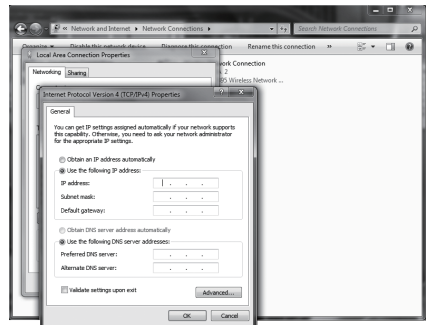 « Network and Internet ▸ Network Connections ▸
Search Network Connections
Organize ▾ Disable this network device Diagnose this connection Rename this connection »
Local Area Connection Properties
work Connection
Networking Sharing
Wireless Network ...
Internet Protocol Version 4 (TCP/IPv4) Properties
General
You can get IP settings assigned automatically if your network supports
this capability. Otherwise, you need to ask your network administrator
for the appropriate IP settings.
Obtain an IP address automatically
Use the following IP address:
IP address:
Subnet mask:
Default gateway:
Obtain DNS server address automatically
Use the following DNS server addresses:
Preferred DNS server:
Alternate DNS server:
Validate settings upon exit
Advanced...
OK Cancel